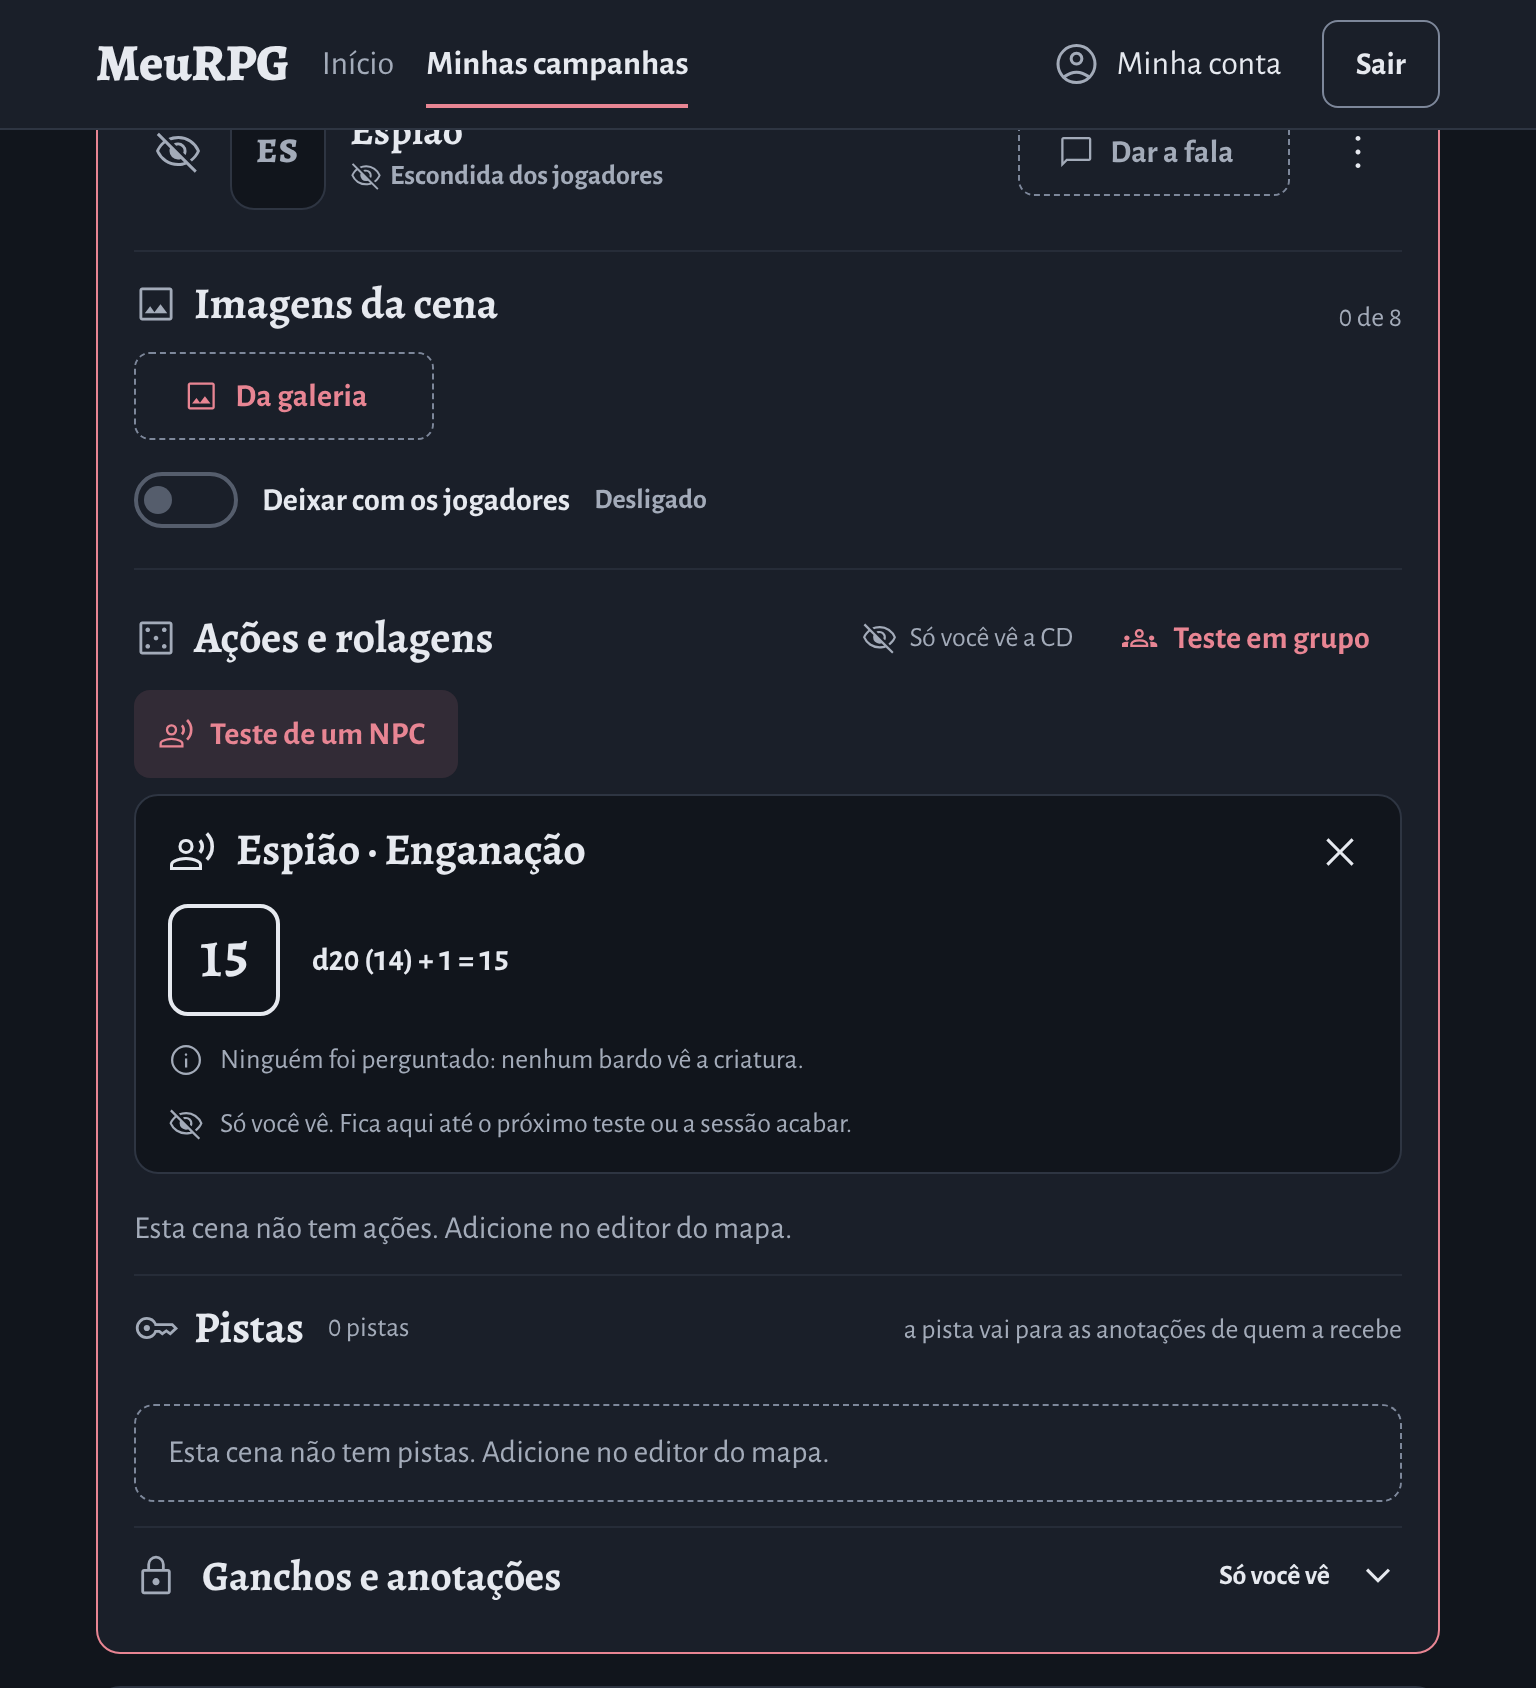 MeuRPG Início Minhas campanhas Minha conta Sair
ES Espião Dar a fala
Escondida dos jogadores
Imagens da cena 0 de 8
Da galeria
Deixar com os jogadores Desligado
Ações e rolagens Só você vê a CD Teste em grupo
Teste de um NPC
Espião · Enganação
15 d20 (14) + 1 = 15
Ninguém foi perguntado: nenhum bardo vê a criatura.
Só você vê. Fica aqui até o próximo teste ou a sessão acabar.
Esta cena não tem ações. Adicione no editor do mapa.
Pistas 0 pistas a pista vai para as anotações de quem a recebe
Esta cena não tem pistas. Adicione no editor do mapa.
Ganchos e anotações Só você vê